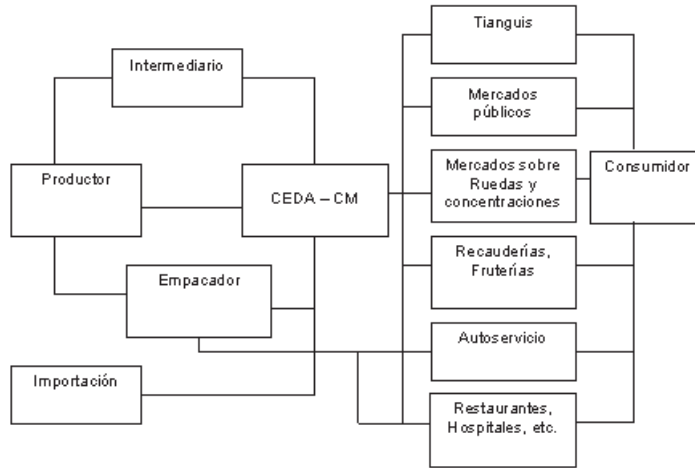 Tianguis
Intermediario
Mercados
públicos
Productor
CEDA – CM
Mercados sobre
Ruedas y
concentraciones
Consumidor
Empacador
Recauderías,
Fruterías
Autoservicio
Importación
Restaurantes,
Hospitales, etc.